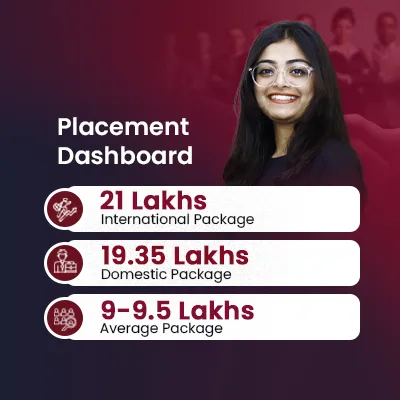 Placement
Dashboard
21 Lakhs
International Package
19.35 Lakhs
Domestic Package
9-9.5 Lakhs
Average Package